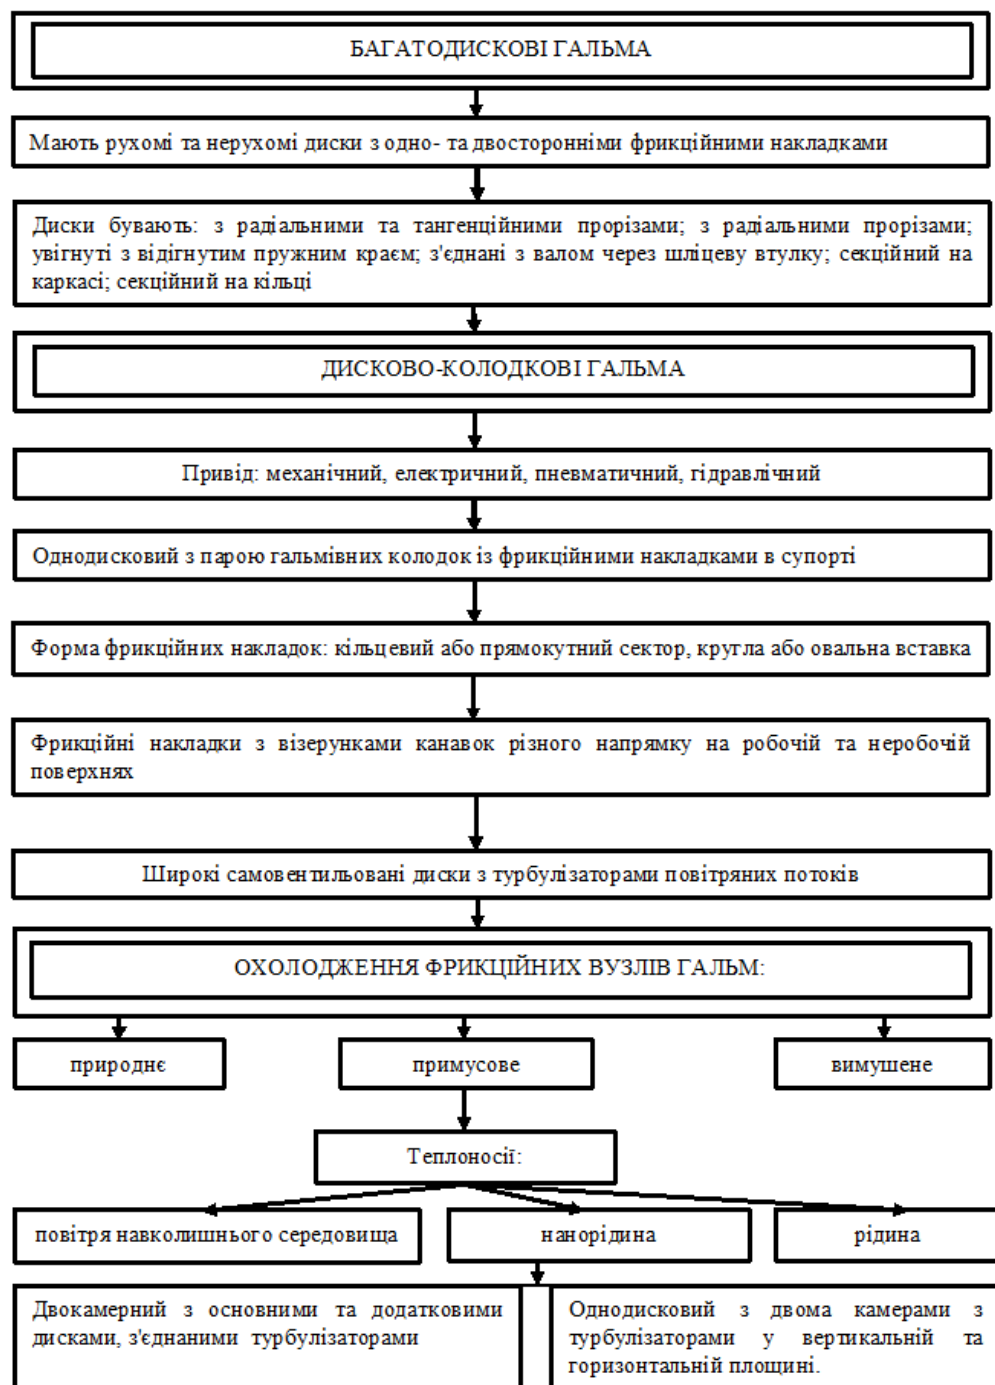 БАГАТОДИСКОВІ ГАЛЬМА
Мають рухомі та нерухомі диски з одно- та двосторонніми фрикційними накладками
Диски бувають: з радіальними та тангенційними прорізами; з радіальними прорізами;
увігнуті з відігнутим пружним краєм; з'єднані з валом через шліцеву втулку; секційний на
каркасі; секційний на кільці
ДИСКОВО-КОЛОДКОВІ ГАЛЬМА
Привід: механічний, електричний, пневматичний, гідравлічний
Однодисковий з парою гальмівних колодок із фрикційними накладками в супорті
Форма фрикційних накладок: кільцевий або прямокутний сектор, кругла або овальна вставка
Фрикційні накладки з візерунками канавок різного напрямку на робочій та неробочій
поверхнях
Широкі самовентильовані диски з турбулізаторами повітряних потоків
ОХОЛОДЖЕННЯ ФРИКЦІЙНИХ ВУЗЛІВ ГАЛЬМ:
природнє
примусове
вимушене
Теплоносії:
повітря навколишнього середовища
нанорідина
рідина
Двокамерний з основними та додатковими
дисками, з'єднаними турбулізаторами
Однодисковий з двома камерами з
турбулізаторами у вертикальній та
горизонтальній площині.